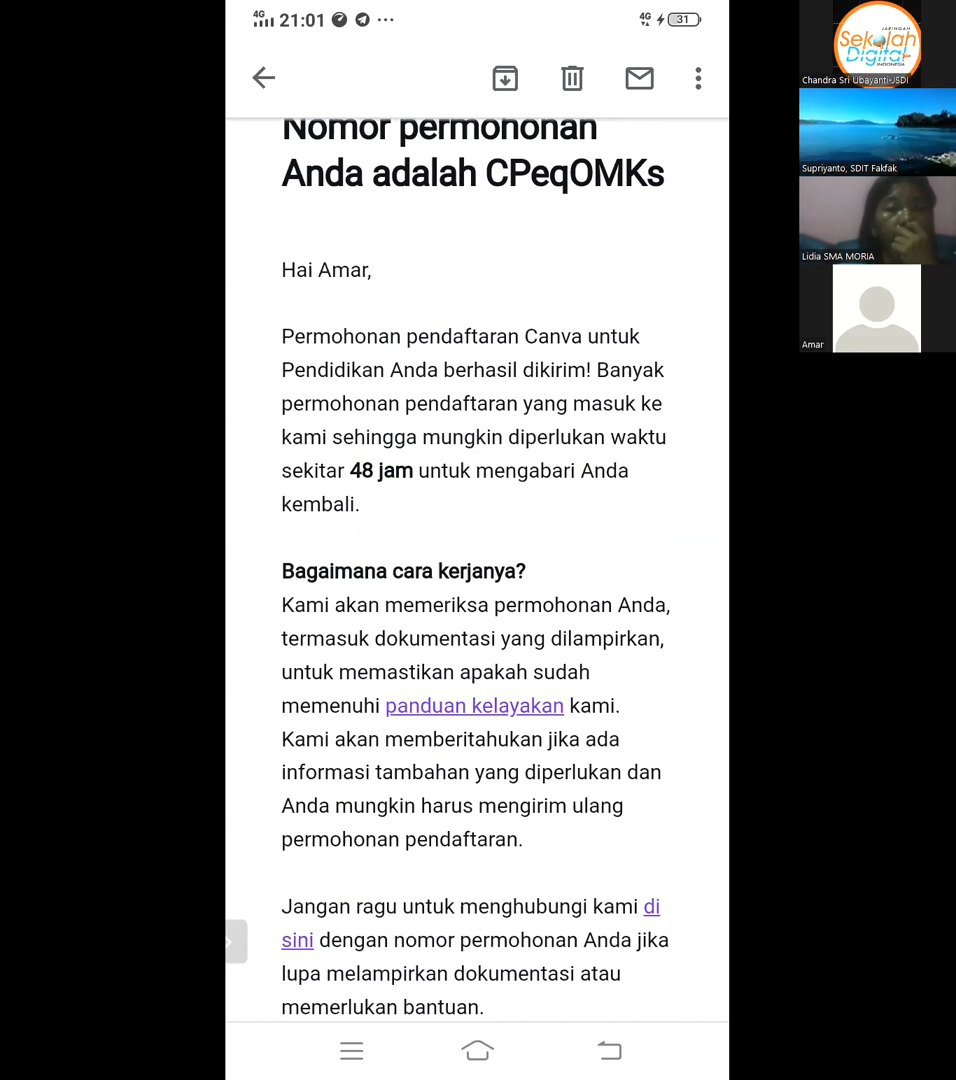 4G 21:01 ...
4G 31
Nomor permohonan
Anda adalah CPeqOMKs
Hai Amar,
Permohonan pendaftaran Canva untuk
Pendidikan Anda berhasil dikirim! Banyak
permohonan pendaftaran yang masuk ke
kami sehingga mungkin diperlukan waktu
sekitar 48 jam untuk mengabari Anda
kembali.
Bagaimana cara kerjanya?
Kami akan memeriksa permohonan Anda,
termasuk dokumentasi yang dilampirkan,
untuk memastikan apakah sudah
memenuhi panduan kelayakan kami.
Kami akan memberitahukan jika ada
informasi tambahan yang diperlukan dan
Anda mungkin harus mengirim ulang
permohonan pendaftaran.
Jangan ragu untuk menghubungi kami di
sini dengan nomor permohonan Anda jika
lupa melampirkan dokumentasi atau
memerlukan bantuan.
JARINGAN
Sekolah
Digital
INDONESIA
Chandra Sri Ubayanti-JSDI
Supriyanto, SDIT Fakfak
Lidia SMA MORIA
Amar